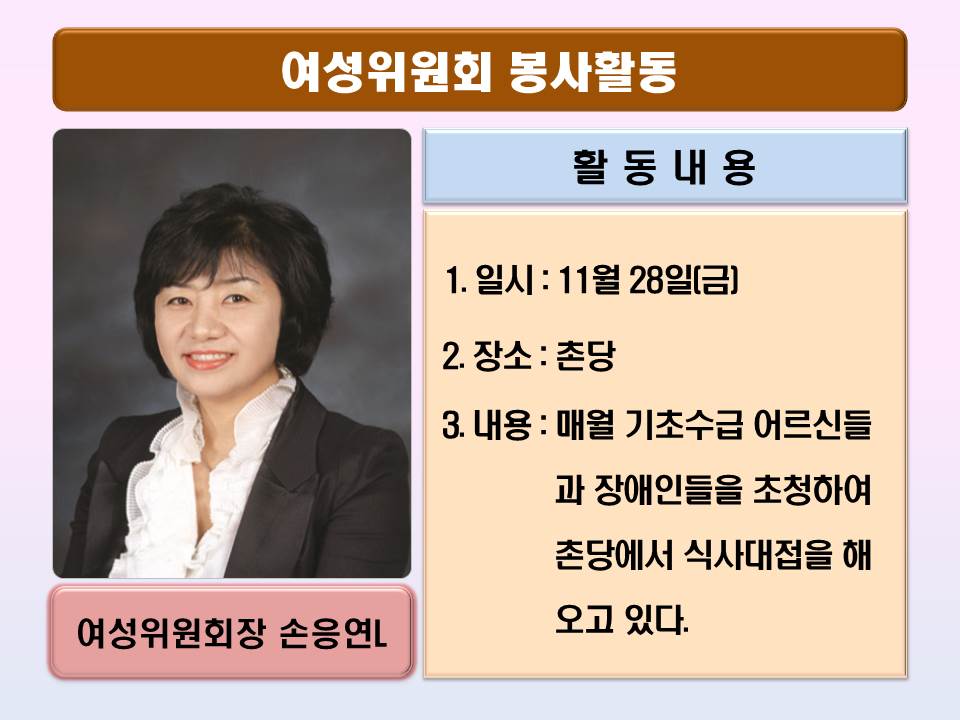 여성위원회 봉사활동
활 동 내 용
1. 일시 : 11월 28일(금)
2. 장소 : 촌당
3. 내용 : 매월 기초수급 어르신들
과 장애인들을 초청하여
촌당에서 식사대접을 해
오고 있다.
여성위원회장 손응연L